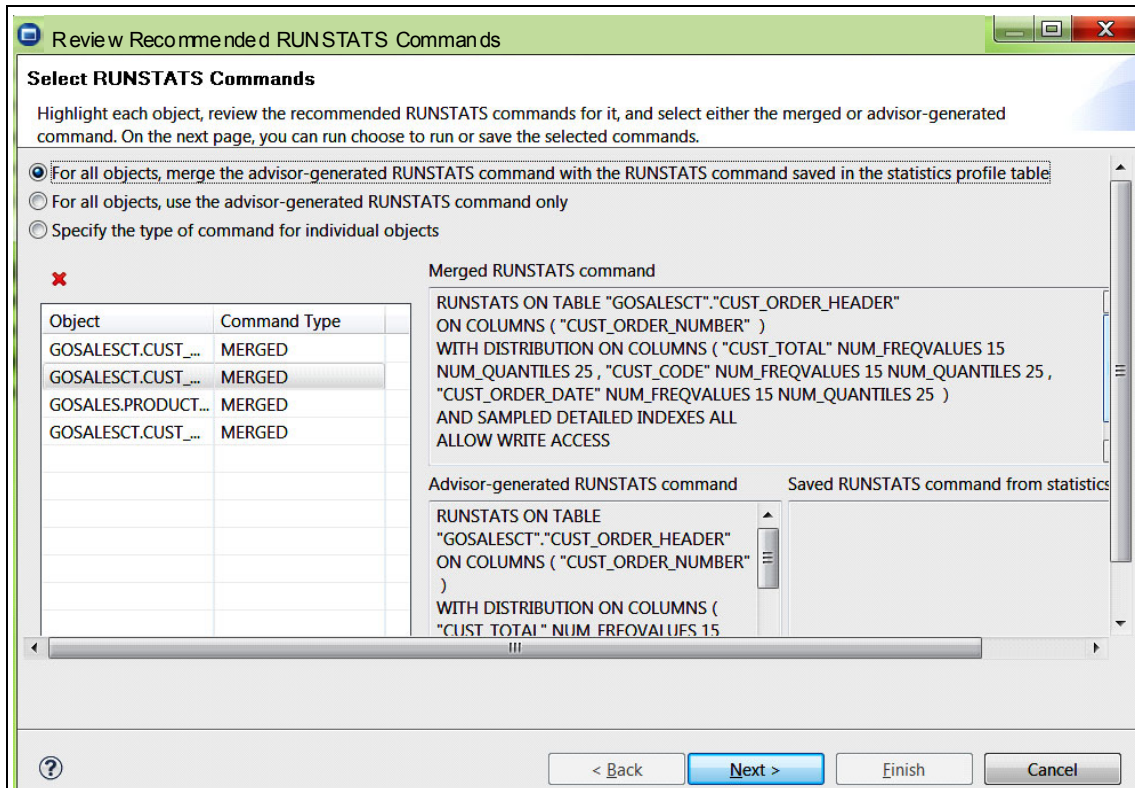 Review Recommended RUNSTATS Commands
Select RUNSTATS Commands
Highlight each object, review the recommended RUNSTATS commands for it, and select either the merged or advisor-generated
command. On the next page, you can run choose to run or save the selected commands.
For all objects, merge the advisor-generated RUNSTATS command with the RUNSTATS command saved in the statistics profile table
For all objects, use the advisor-generated RUNSTATS command only
Specify the type of command for individual objects
Object Command Type
GOSALESCT.CUST_... MERGED
GOSALESCT.CUST_... MERGED
GOSALES.PRODUCT... MERGED
GOSALESCT.CUST_... MERGED
Merged RUNSTATS command
RUNSTATS ON TABLE "GOSALESCT"."CUST_ORDER_HEADER"
ON COLUMNS ( "CUST_ORDER_NUMBER" )
WITH DISTRIBUTION ON COLUMNS ( "CUST_TOTAL" NUM_FREQVALUES 15
NUM_QUANTILES 25 , "CUST_CODE" NUM_FREQVALUES 15 NUM_QUANTILES 25 ,
"CUST_ORDER_DATE" NUM_FREQVALUES 15 NUM_QUANTILES 25 )
AND SAMPLED DETAILED INDEXES ALL
ALLOW WRITE ACCESS
Advisor-generated RUNSTATS command
RUNSTATS ON TABLE
"GOSALESCT"."CUST_ORDER_HEADER"
ON COLUMNS ( "CUST_ORDER_NUMBER"
)
WITH DISTRIBUTION ON COLUMNS (
"CUST_TOTAL" NUM_FREQVALUES 15
Saved RUNSTATS command from statistics
< Back
Next >
Finish
Cancel